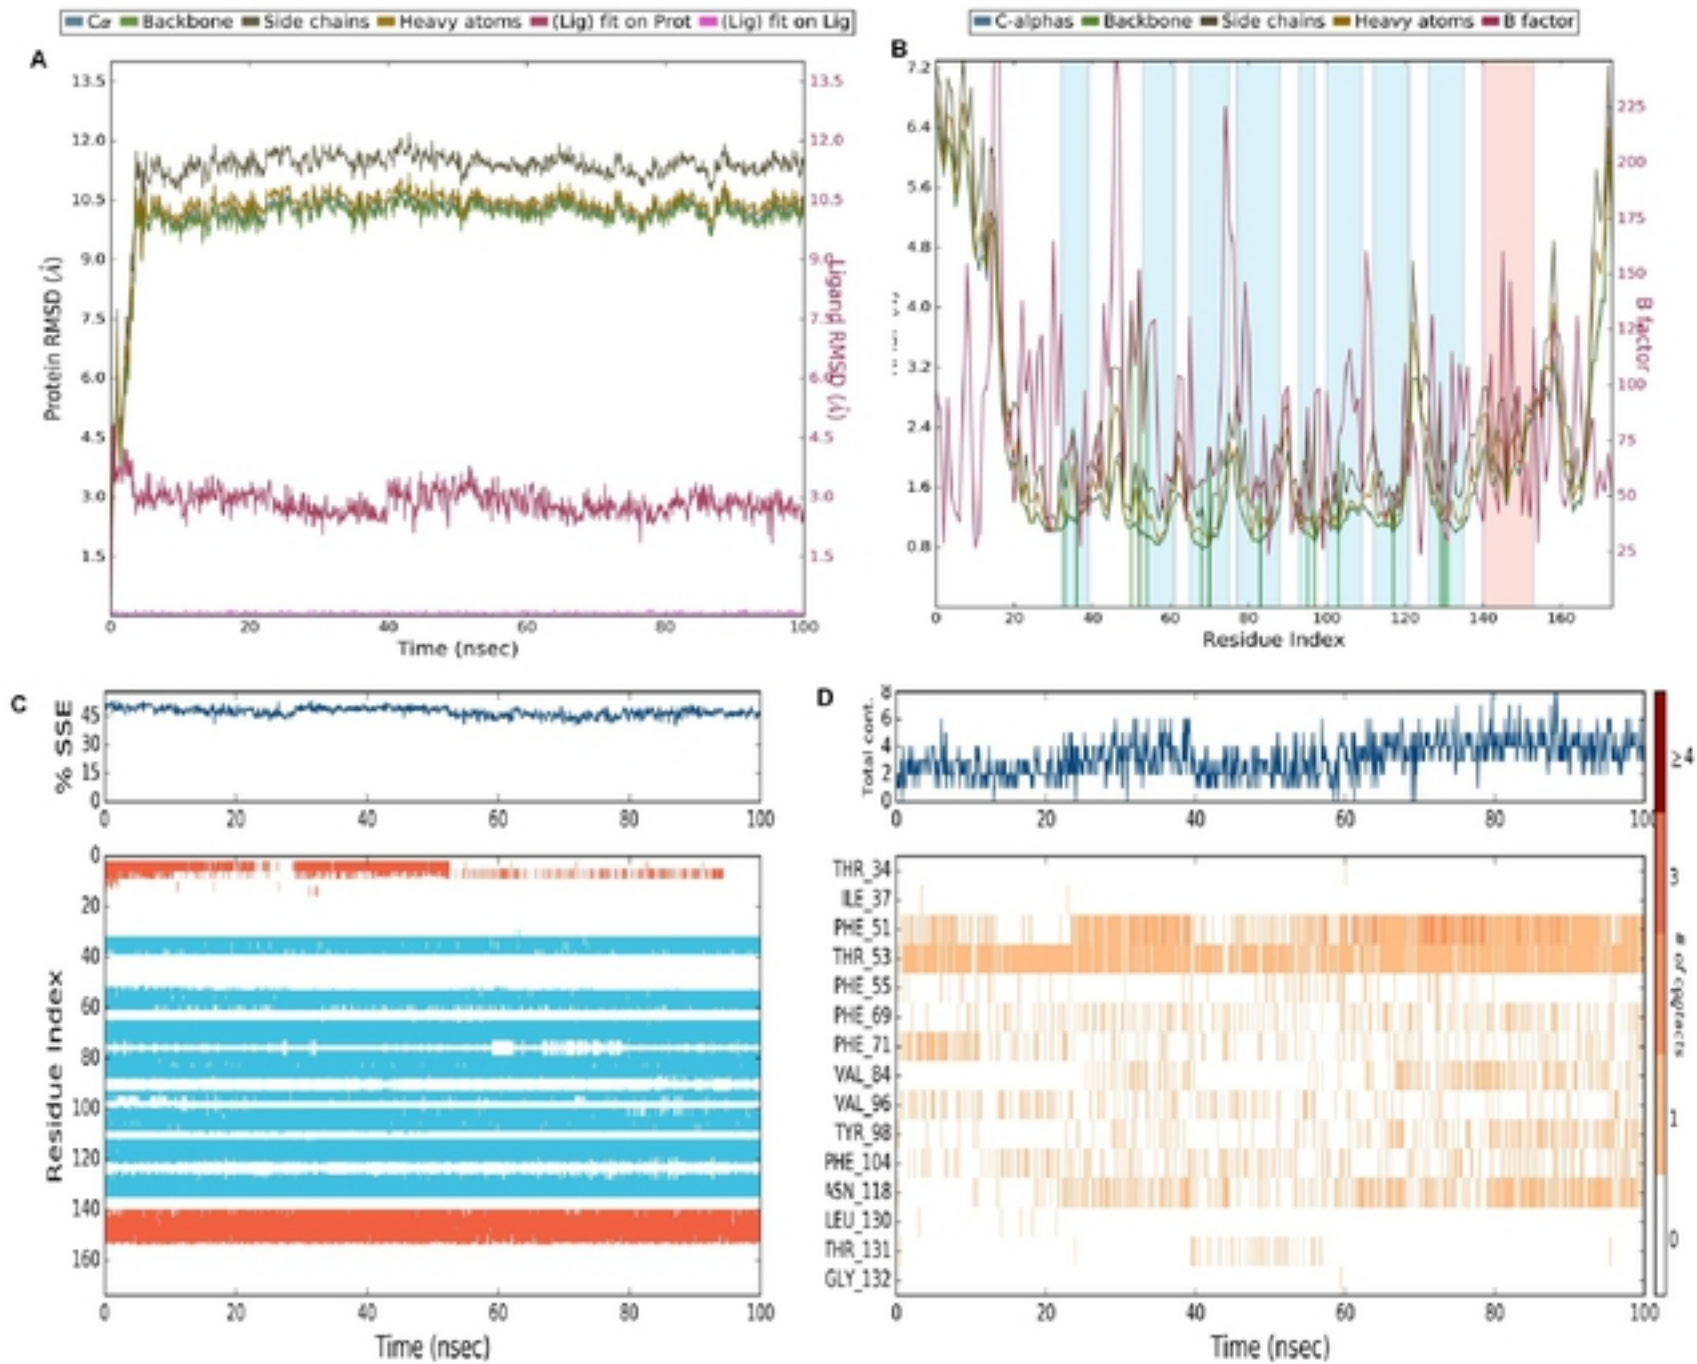 Cα Backbone Side chains Heavy atoms (Lig) fit on Prot (Lig) fit on Lig
A
13.5 13.5
12.0 12.0
10.5 10.5
9.0 9.0
7.5 7.5
6.0 6.0
4.5 4.5
3.0 3.0
1.5 1.5
Protein RMSD (Å)
Ligand RMSD (Å)
0 20 40 60 80 100
Time (nsec)
C-alphas Backbone Side chains Heavy atoms B factor
B
7.2
6.4
5.6
4.8
4.0
3.2
2.4
1.6
0.8
225
200
175
150
125
100
75
50
25
B factor
0 20 40 60 80 100 120 140 160
Residue Index
C
% SSE
45
30
15
0
0 20 40 60 80 100
Residue Index
0
20
40
60
80
100
120
140
160
0 20 40 60 80 100
Time (nsec)
D
Total cont.
8
6
4
2
0
0 20 40 60 80 100
THR_34
ILE_37
PHE_51
THR_53
PHE_55
PHE_69
PHE_71
VAL_84
VAL_96
TYR_98
PHE_104
ASN_118
LEU_130
THR_131
GLY_132
0 20 40 60 80 100
Time (nsec)
≥4
3
2
1
0
# of contacts